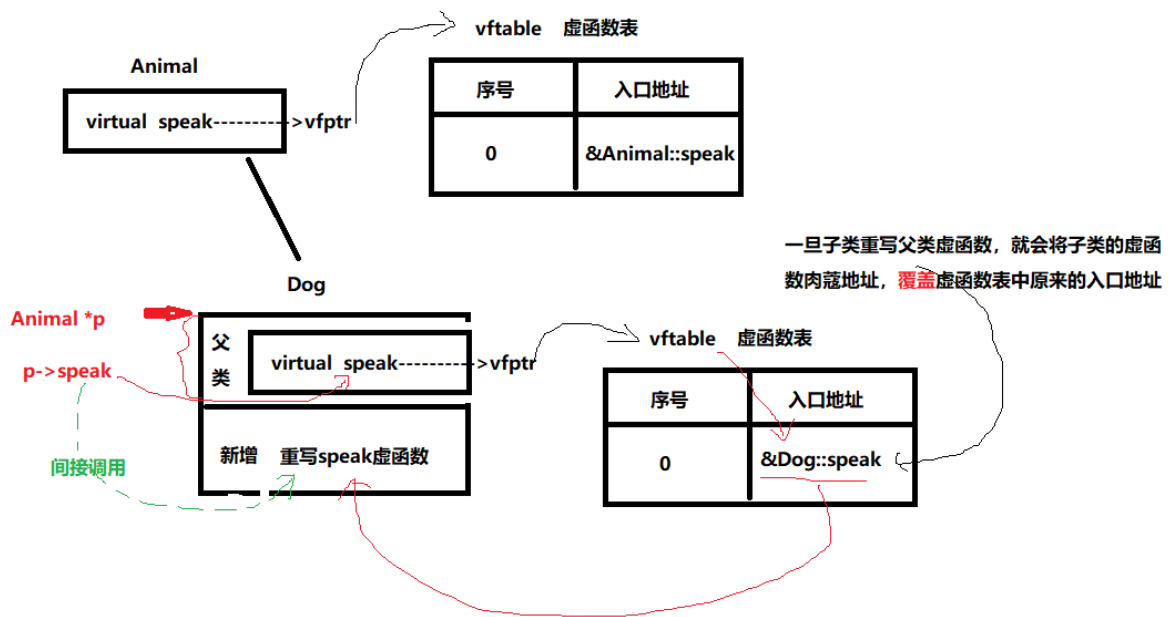 vftable 虚函数表
Animal
序号 入口地址
virtual speak---------->vfptr
0 &Animal::speak
一旦子类重写父类虚函数，就会将子类的虚函
数肉蔻地址，覆盖虚函数表中原来的入口地址
Dog
Animal *p
父类
virtual speak---------->vfptr
vftable 虚函数表
p->speak
序号 入口地址
新增 重写speak虚函数
0 &Dog::speak
间接调用